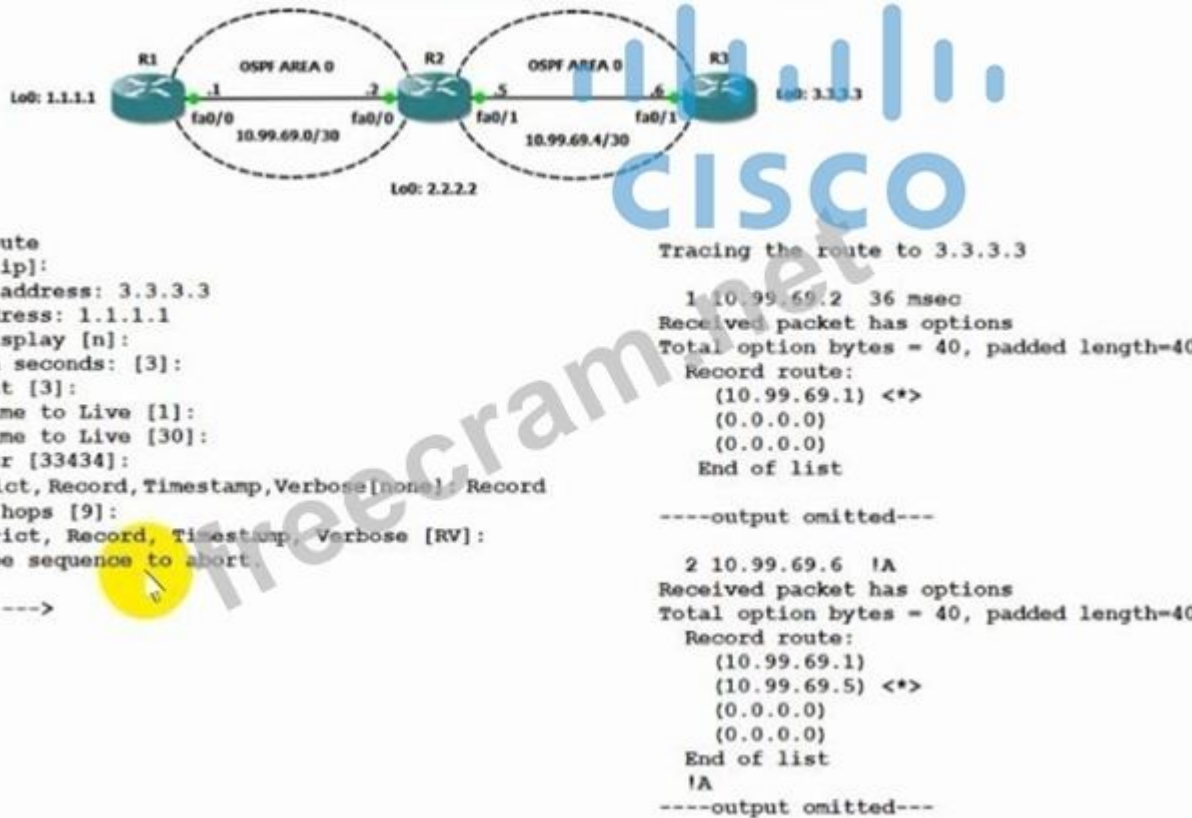 R1
OSPF AREA 0
R2
OSPF AREA 0
R3
Lo0: 1.1.1.1
.1
.2
.5
.6
Lo0: 3.3.3.3
fa0/0
fa0/0
fa0/1
fa0/1
10.99.69.0/30
10.99.69.4/30
Lo0: 2.2.2.2
CISCO
freecram.net
ute
ip]:
address: 3.3.3.3
ress: 1.1.1.1
splay [n]:
seconds: [3]:
t [3]:
me to Live [1]:
me to Live [30]:
r [33434]:
ict,Record,Timestamp,Verbose[none]: Record
hops [9]:
rict, Record, Timestamp, Verbose [RV]:
e sequence to abort.
--->
Tracing the route to 3.3.3.3
1 10.99.69.2 36 msec
Received packet has options
Total option bytes = 40, padded length=40
Record route:
(10.99.69.1) <*>
(0.0.0.0)
(0.0.0.0)
End of list
----output omitted---
2 10.99.69.6 !A
Received packet has options
Total option bytes = 40, padded length=40
Record route:
(10.99.69.1)
(10.99.69.5) <*>
(0.0.0.0)
(0.0.0.0)
End of list
!A
----output omitted---